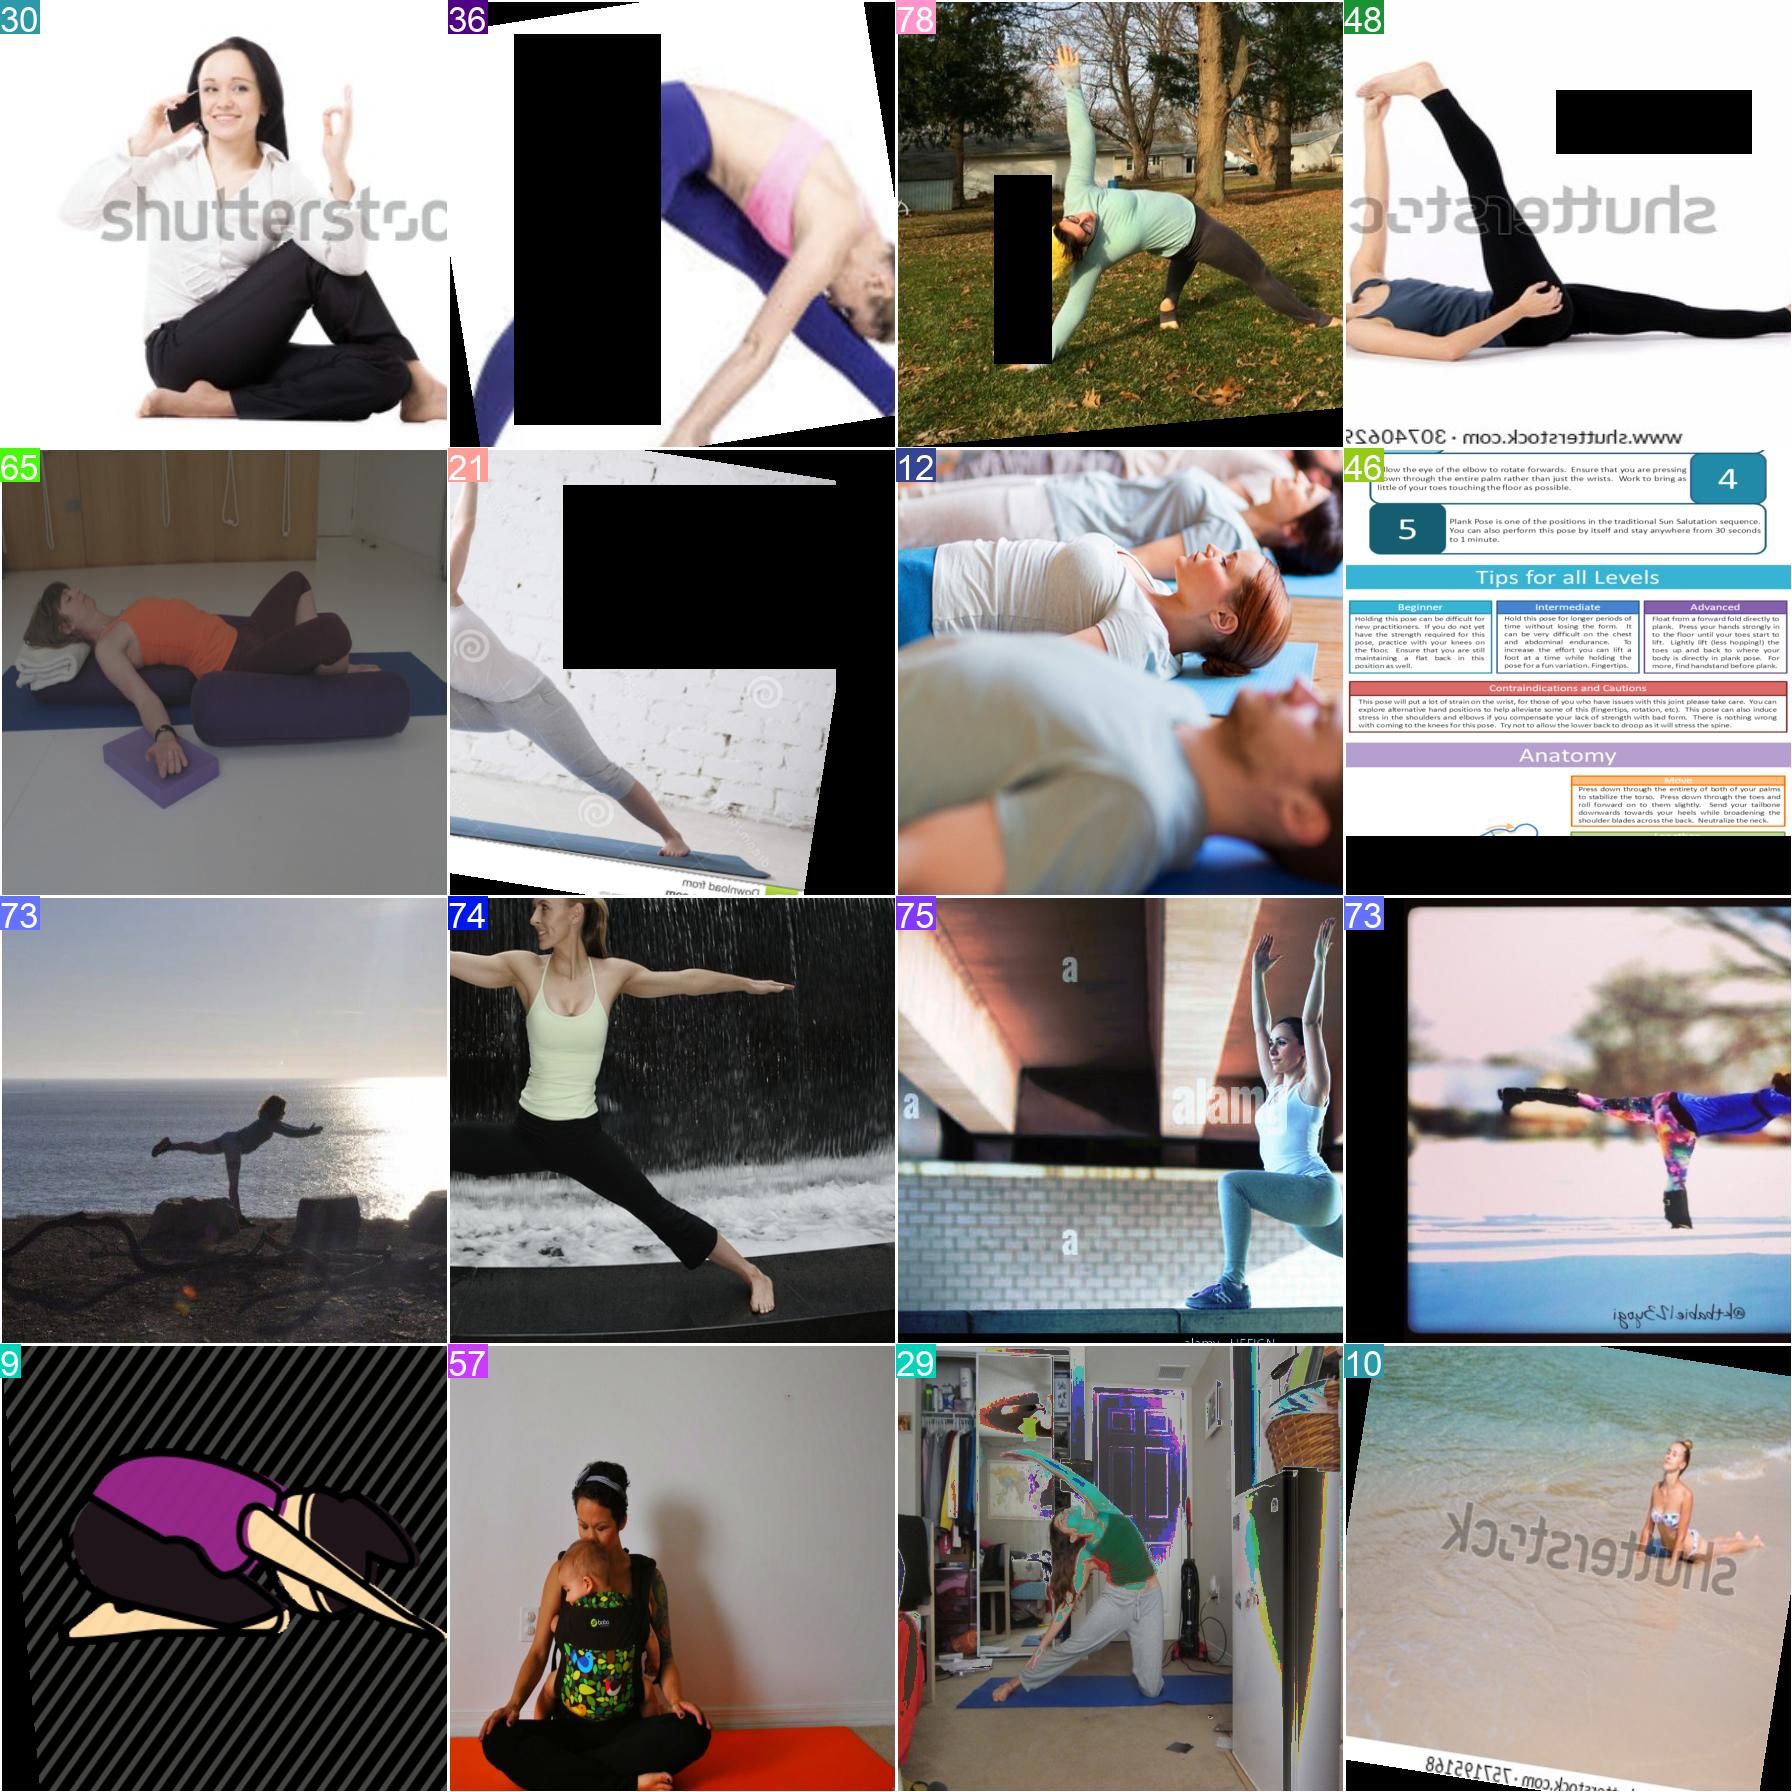 30
36
78
48
shutterstock
shutterstock
www.shutterstock.com · 30740629
65
21
12
46
llow the eye of the elbow to rotate forwards. Ensure that you are pressing
own through the entire palm rather than just the wrists. Work to bring as
little of your toes touching the floor as possible.
4
5
Plank Pose is one of the positions in the traditional Sun Salutation sequence.
You can also perform this pose by itself and stay anywhere from 30 seconds
to 1 minute.
Tips for all Levels
Beginner
Holding this pose can be difficult for
new practitioners. If you do not yet
have the strength required for this
pose, practice with your knees on
the floor. Ensure that you are still
maintaining a flat back in this
position as well.
Intermediate
Hold this pose for longer periods of
time without losing the form. It
can be very difficult on the chest
and abdominal endurance. To
increase the effort you can lift a
foot at a time while holding the
pose for a fun variation. Fingertips.
Advanced
Float from a forward fold directly to
plank. Press your hands strongly in
to the floor until your toes start to
lift. Lightly lift (less hopping!) the
toes up and back to where your
body is directly in plank pose. For
more, find handstand before plank.
Contraindications and Cautions
This pose will put a lot of strain on the wrist, for those of you who have issues with this joint please take care. You can
explore alternative hand positions to help alleviate some of this (fingertips, rotation, etc). This pose can also induce
stress in the shoulders and elbows if you compensate your lack of strength with bad form. There is nothing wrong
with coming to the knees for this pose. Try not to allow the lower back to droop as it will stress the spine.
Anatomy
Move
Press down through the entirety of both of your palms
to stabilize the torso. Press down through the toes and
roll forward on to them slightly. Send your tailbone
downwards towards your heels while broadening the
shoulder blades across the back. Neutralize the neck.
Download from
73
74
75
73
a
alamy
a
a
@ktbabie123yogi
9
57
29
10
boba
shutterstock
757195168